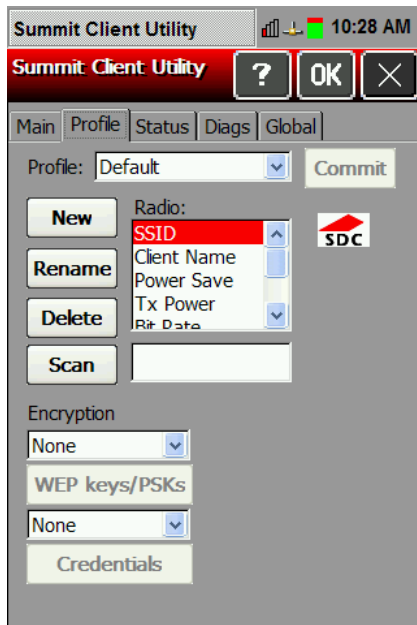 Summit Client Utility 10:28 AM
Summit Client Utility ? OK
Main Profile Status Diags Global
Profile: Default Commit
New Radio:
SSID
Client Name
Rename Power Save
Tx Power
Delete Bit Rate
SDC
Scan
Encryption
None
WEP keys/PSKs
None
Credentials